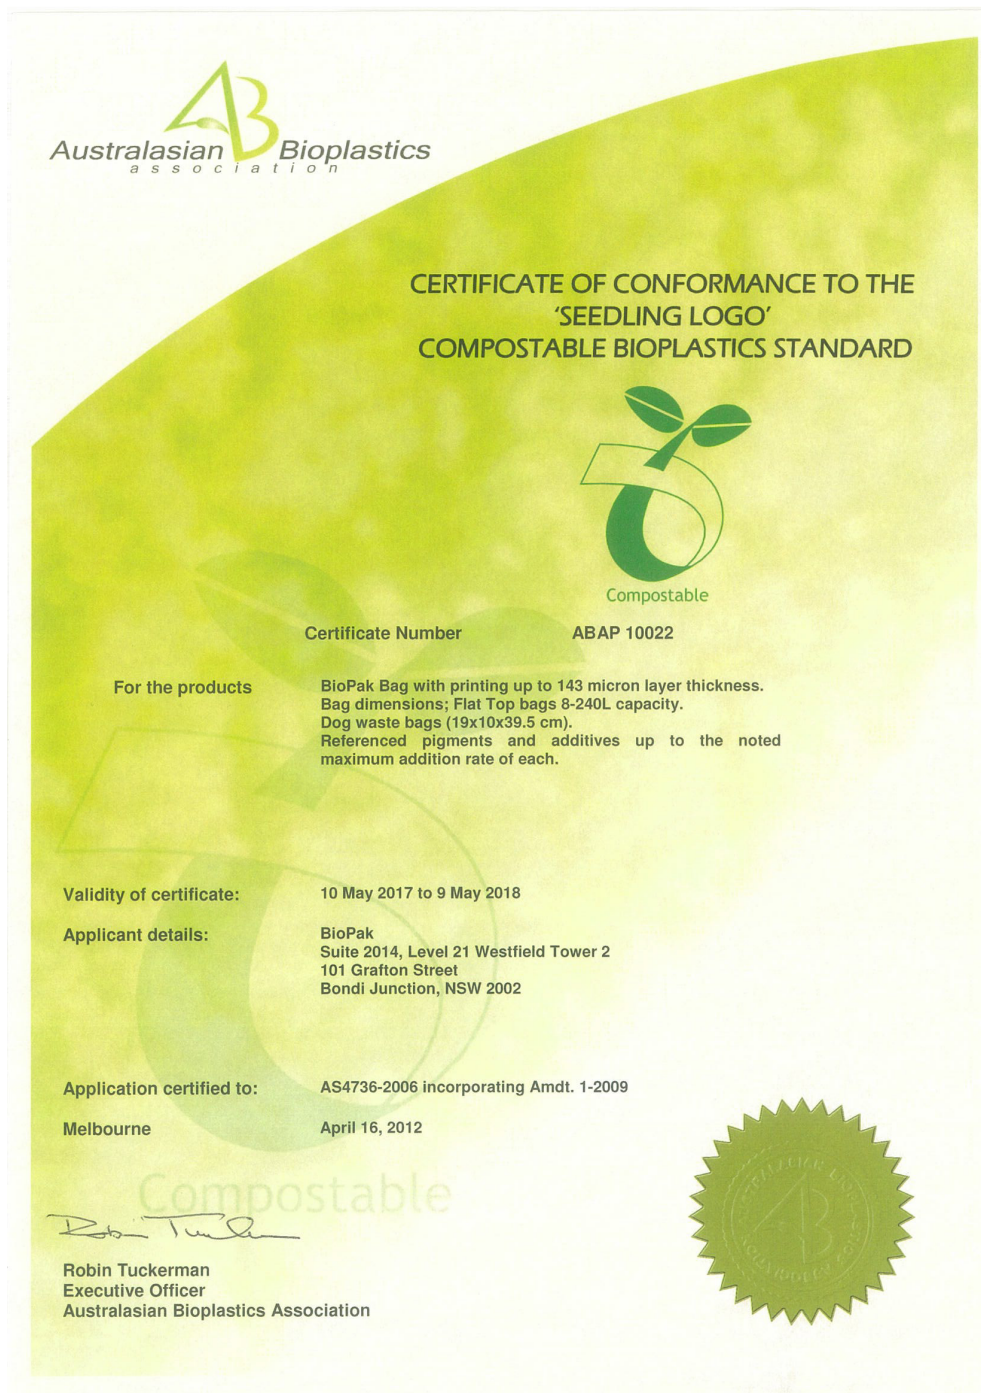 Australasian Bioplastics
association
CERTIFICATE OF CONFORMANCE TO THE
‘SEEDLING LOGO’
COMPOSTABLE BIOPLASTICS STANDARD
Compostable
Certificate Number ABAP 10022
For the products BioPak Bag with printing up to 143 micron layer thickness.
Bag dimensions; Flat Top bags 8-240L capacity.
Dog waste bags (19x10x39.5 cm).
Referenced pigments and additives up to the noted
maximum addition rate of each.
Validity of certificate: 10 May 2017 to 9 May 2018
Applicant details: BioPak
Suite 2014, Level 21 Westfield Tower 2
101 Grafton Street
Bondi Junction, NSW 2002
Application certified to: AS4736-2006 incorporating Amdt. 1-2009
Melbourne April 16, 2012
Compostable
Robin Tuckerman
Executive Officer
Australasian Bioplastics Association